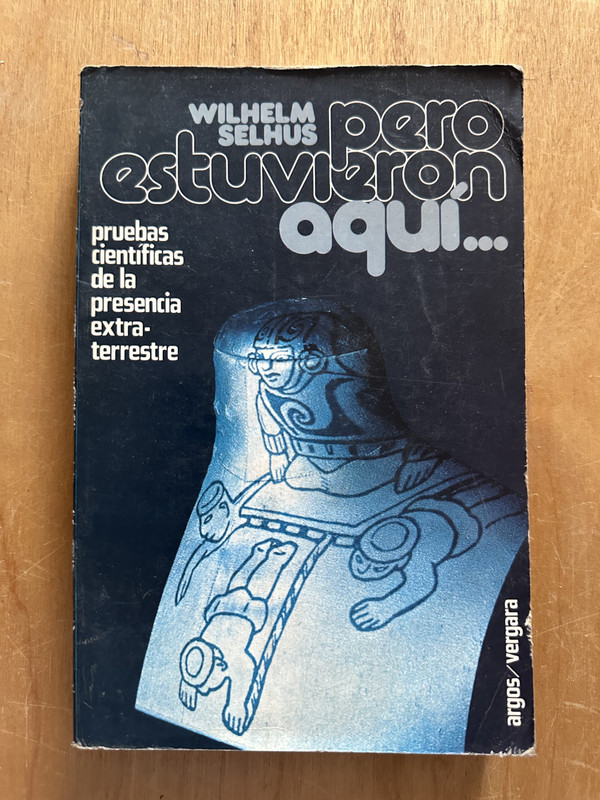 WILHELM
SELHUS
pero
estuvieron
aquí...
pruebas
científicas
de la
presencia
extra-
terrestre
argos/vergara